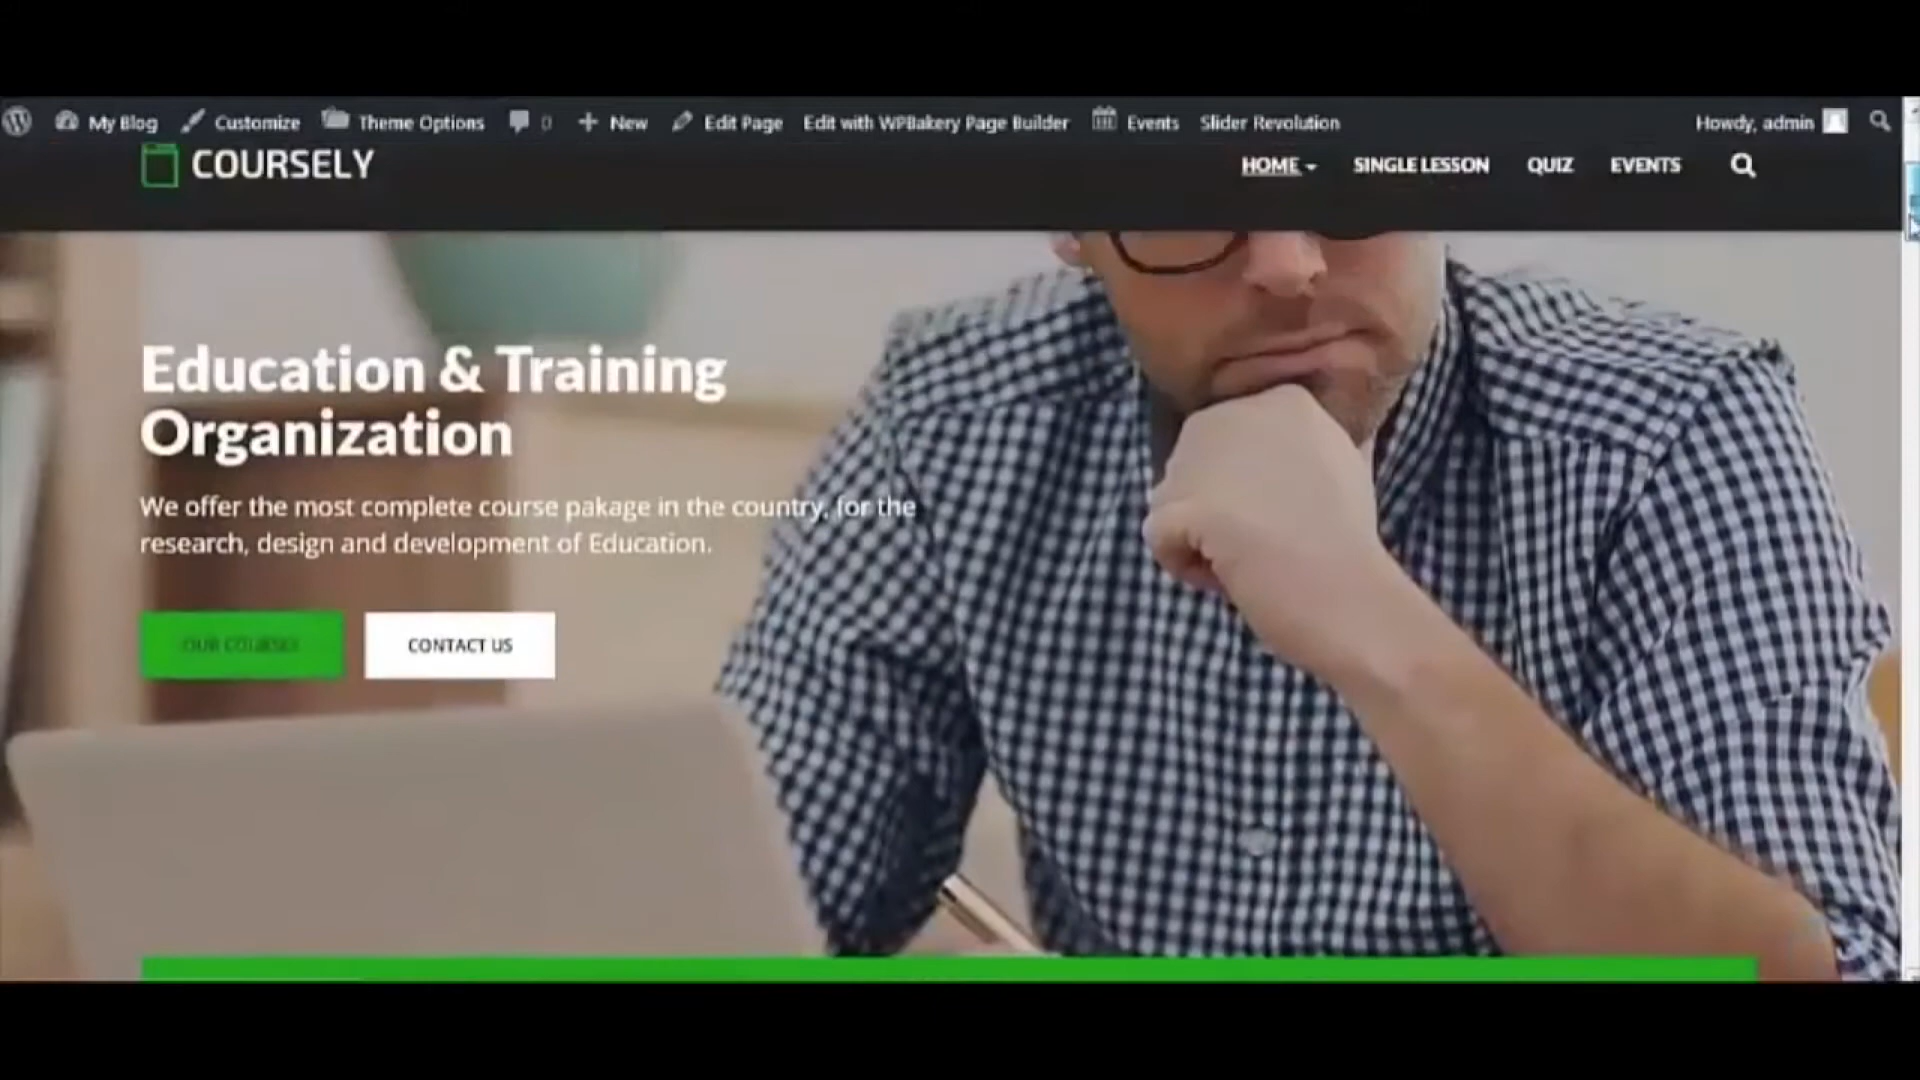 My Blog Customize Theme Options 0 New Edit Page Edit with WPBakery Page Builder Events Slider Revolution Howdy, admin
COURSELY
HOME SINGLE LESSON QUIZ EVENTS
Education & Training
Organization
We offer the most complete course pakage in the country, for the
research, design and development of Education.
OUR COURSES CONTACT US